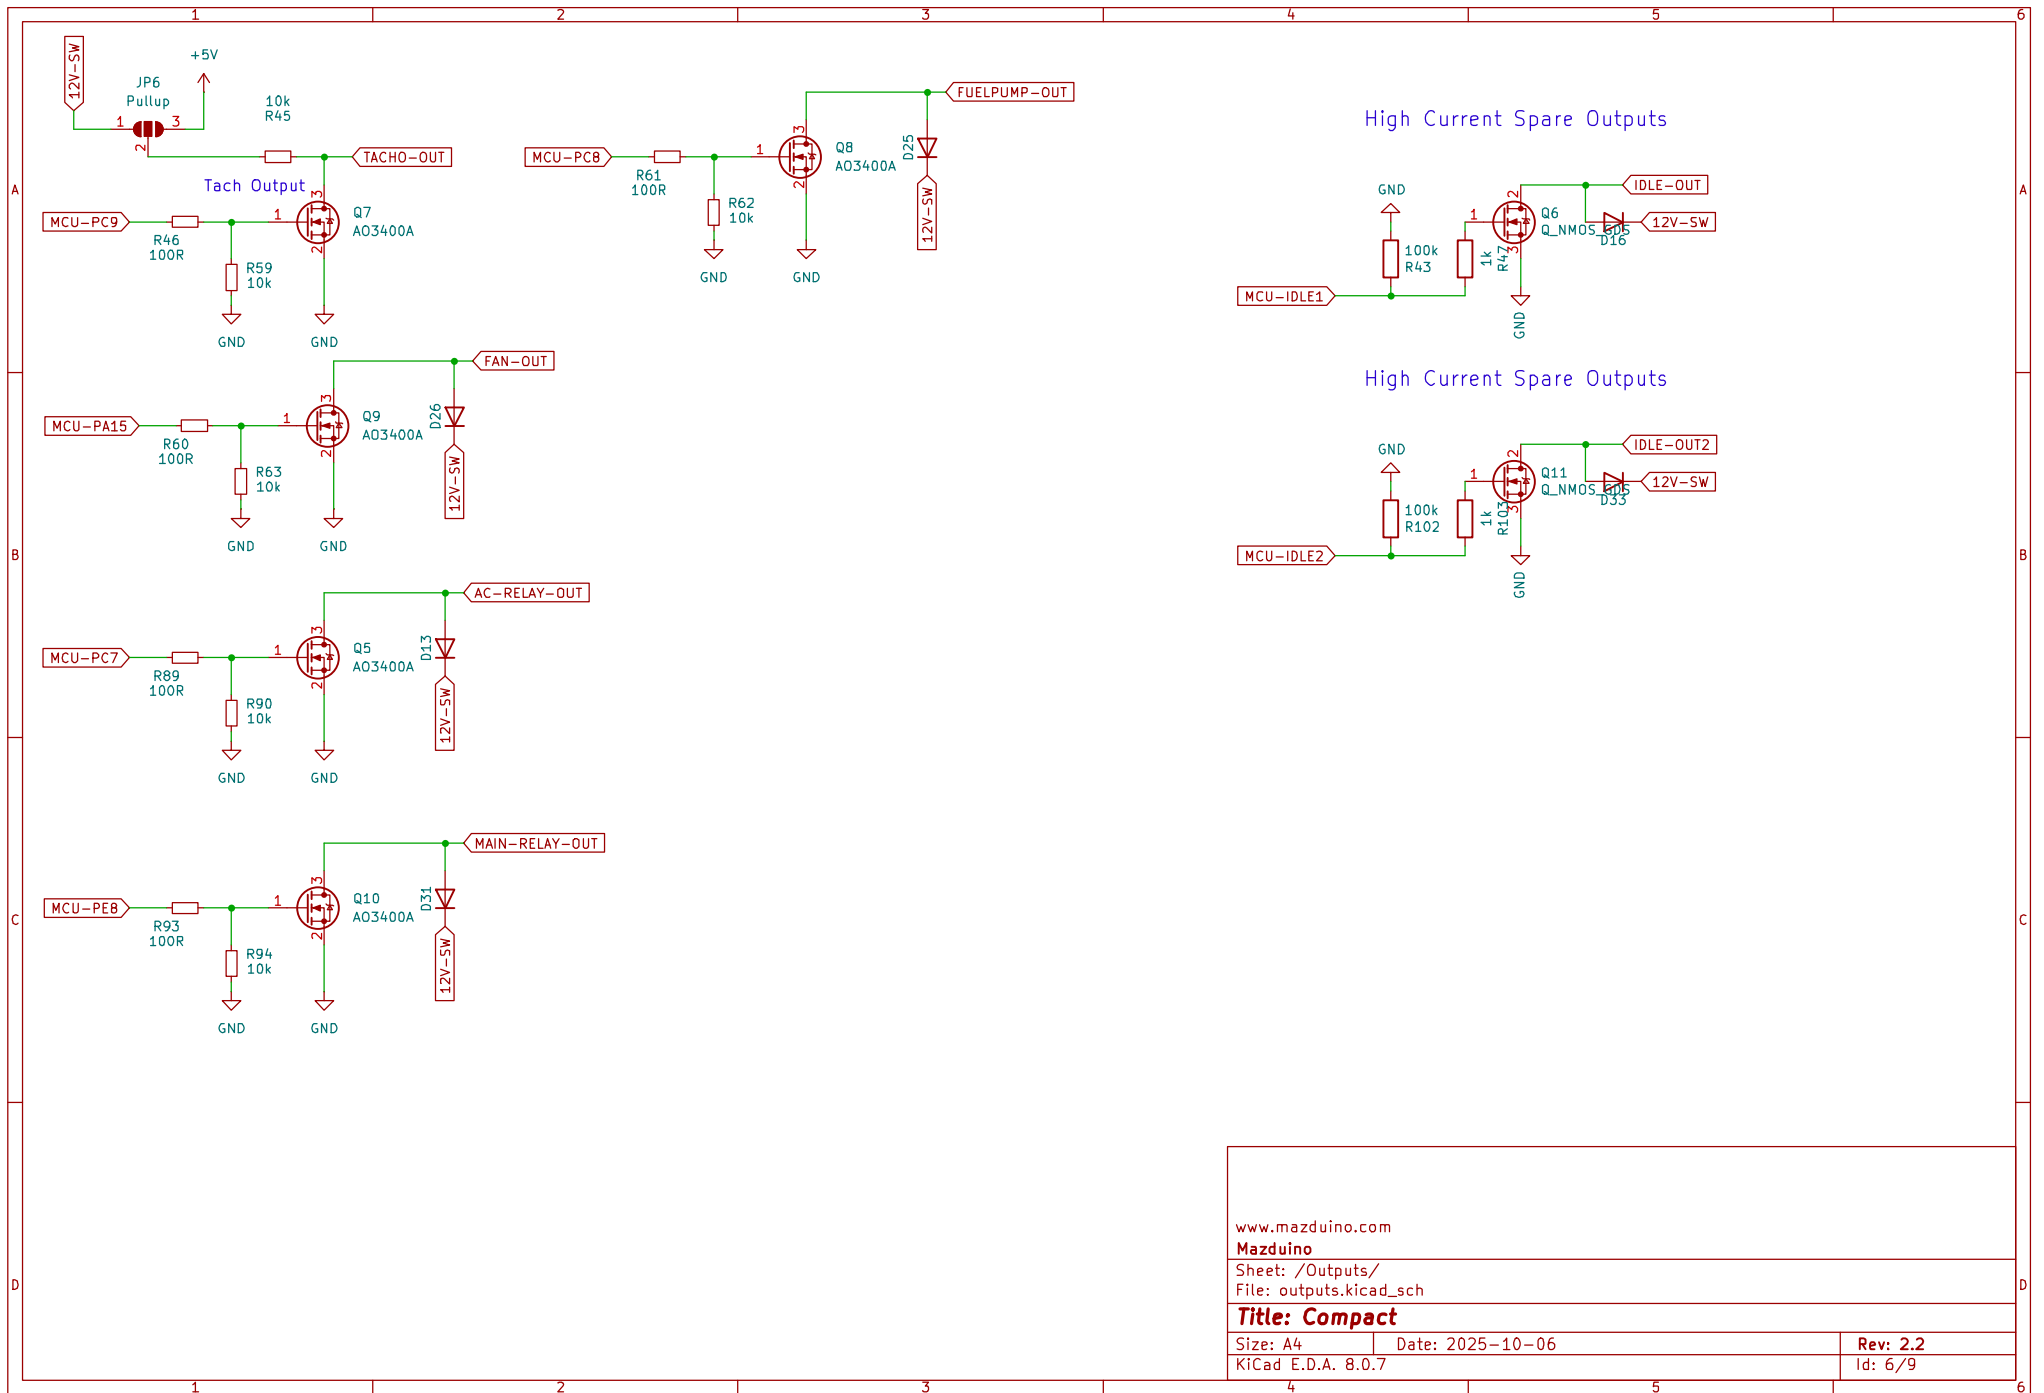 1 2 3 4 5 6
A A
B B
C C
D D
1 2 3 4 5 6
12V-SW
+5V
JP6
Pullup
1 3
2
10k
R45
TACHO-OUT
Tach Output
MCU-PC9
R46
100R
1
3
2
Q7
AO3400A
R59
10k
GND
GND
MCU-PC8
R61
100R
1
3
2
Q8
AO3400A
R62
10k
GND
GND
FUELPUMP-OUT
D25
12V-SW
MCU-PA15
R60
100R
1
3
2
Q9
AO3400A
R63
10k
GND
GND
FAN-OUT
D26
12V-SW
MCU-PC7
R89
100R
1
3
2
Q5
AO3400A
R90
10k
GND
GND
AC-RELAY-OUT
D13
12V-SW
MCU-PE8
R93
100R
1
3
2
Q10
AO3400A
R94
10k
GND
GND
MAIN-RELAY-OUT
D31
12V-SW
High Current Spare Outputs
GND
100k
R43
1k
R47
MCU-IDLE1
1
2
3
Q6
Q_NMOS_GDS
D16
IDLE-OUT
12V-SW
GND
High Current Spare Outputs
GND
100k
R102
1k
R103
MCU-IDLE2
1
2
3
Q11
Q_NMOS_GDS
D33
IDLE-OUT2
12V-SW
GND
www.mazduino.com
Mazduino
Sheet: /Outputs/
File: outputs.kicad_sch
Title: Compact
Size: A4 Date: 2025-10-06 Rev: 2.2
KiCad E.D.A. 8.0.7 Id: 6/9